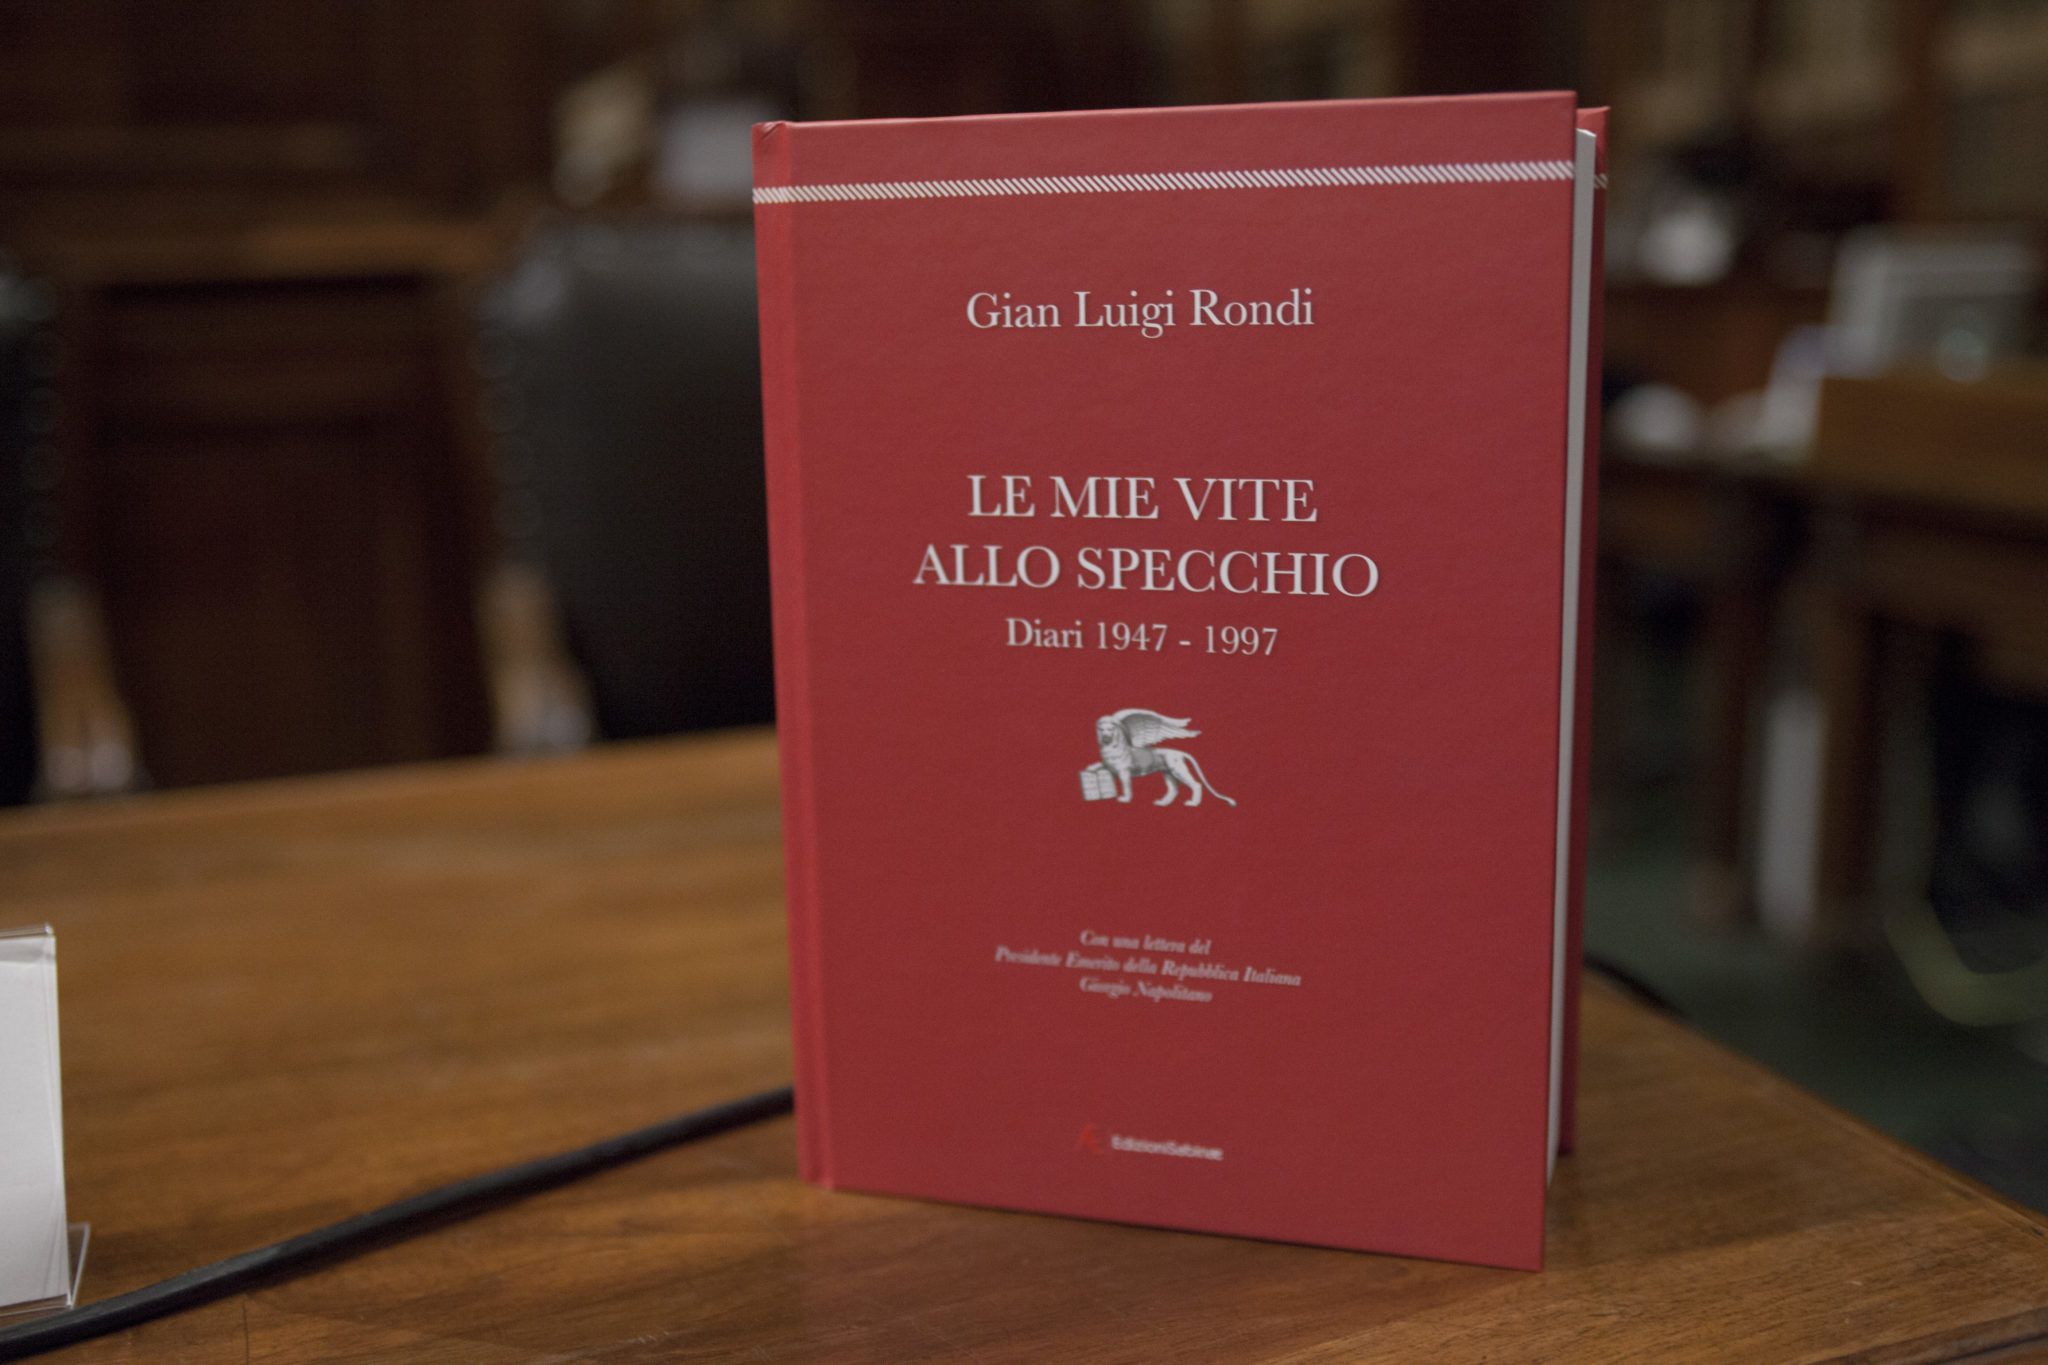 Gian Luigi Rondi
LE MIE VITE
ALLO SPECCHIO
Diari 1947 - 1997
Con una lettera del
Presidente Emerito della Repubblica Italiana
Giorgio Napolitano
EdizioniSabinæ